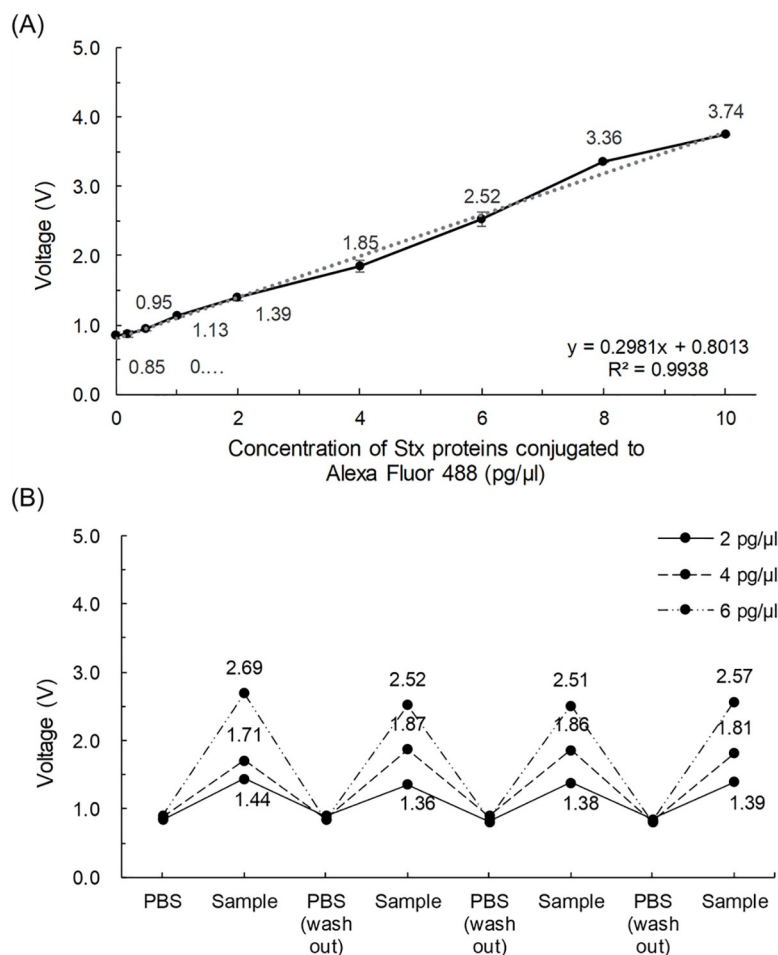 (A)
5.0
4.0
3.0
2.0
1.0
0.0
Voltage (V)
0.85
0....
0.95
1.13
1.39
1.85
2.52
3.36
3.74
y = 0.2981x + 0.8013
R² = 0.9938
0
2
4
6
8
10
Concentration of Stx proteins conjugated to
Alexa Fluor 488 (pg/µl)
(B)
5.0
4.0
3.0
2.0
1.0
0.0
Voltage (V)
2 pg/µl
4 pg/µl
6 pg/µl
2.69
1.71
1.44
2.52
1.87
1.36
2.51
1.86
1.38
2.57
1.81
1.39
PBS
Sample
PBS
(wash
out)
Sample
PBS
(wash
out)
Sample
PBS
(wash
out)
Sample